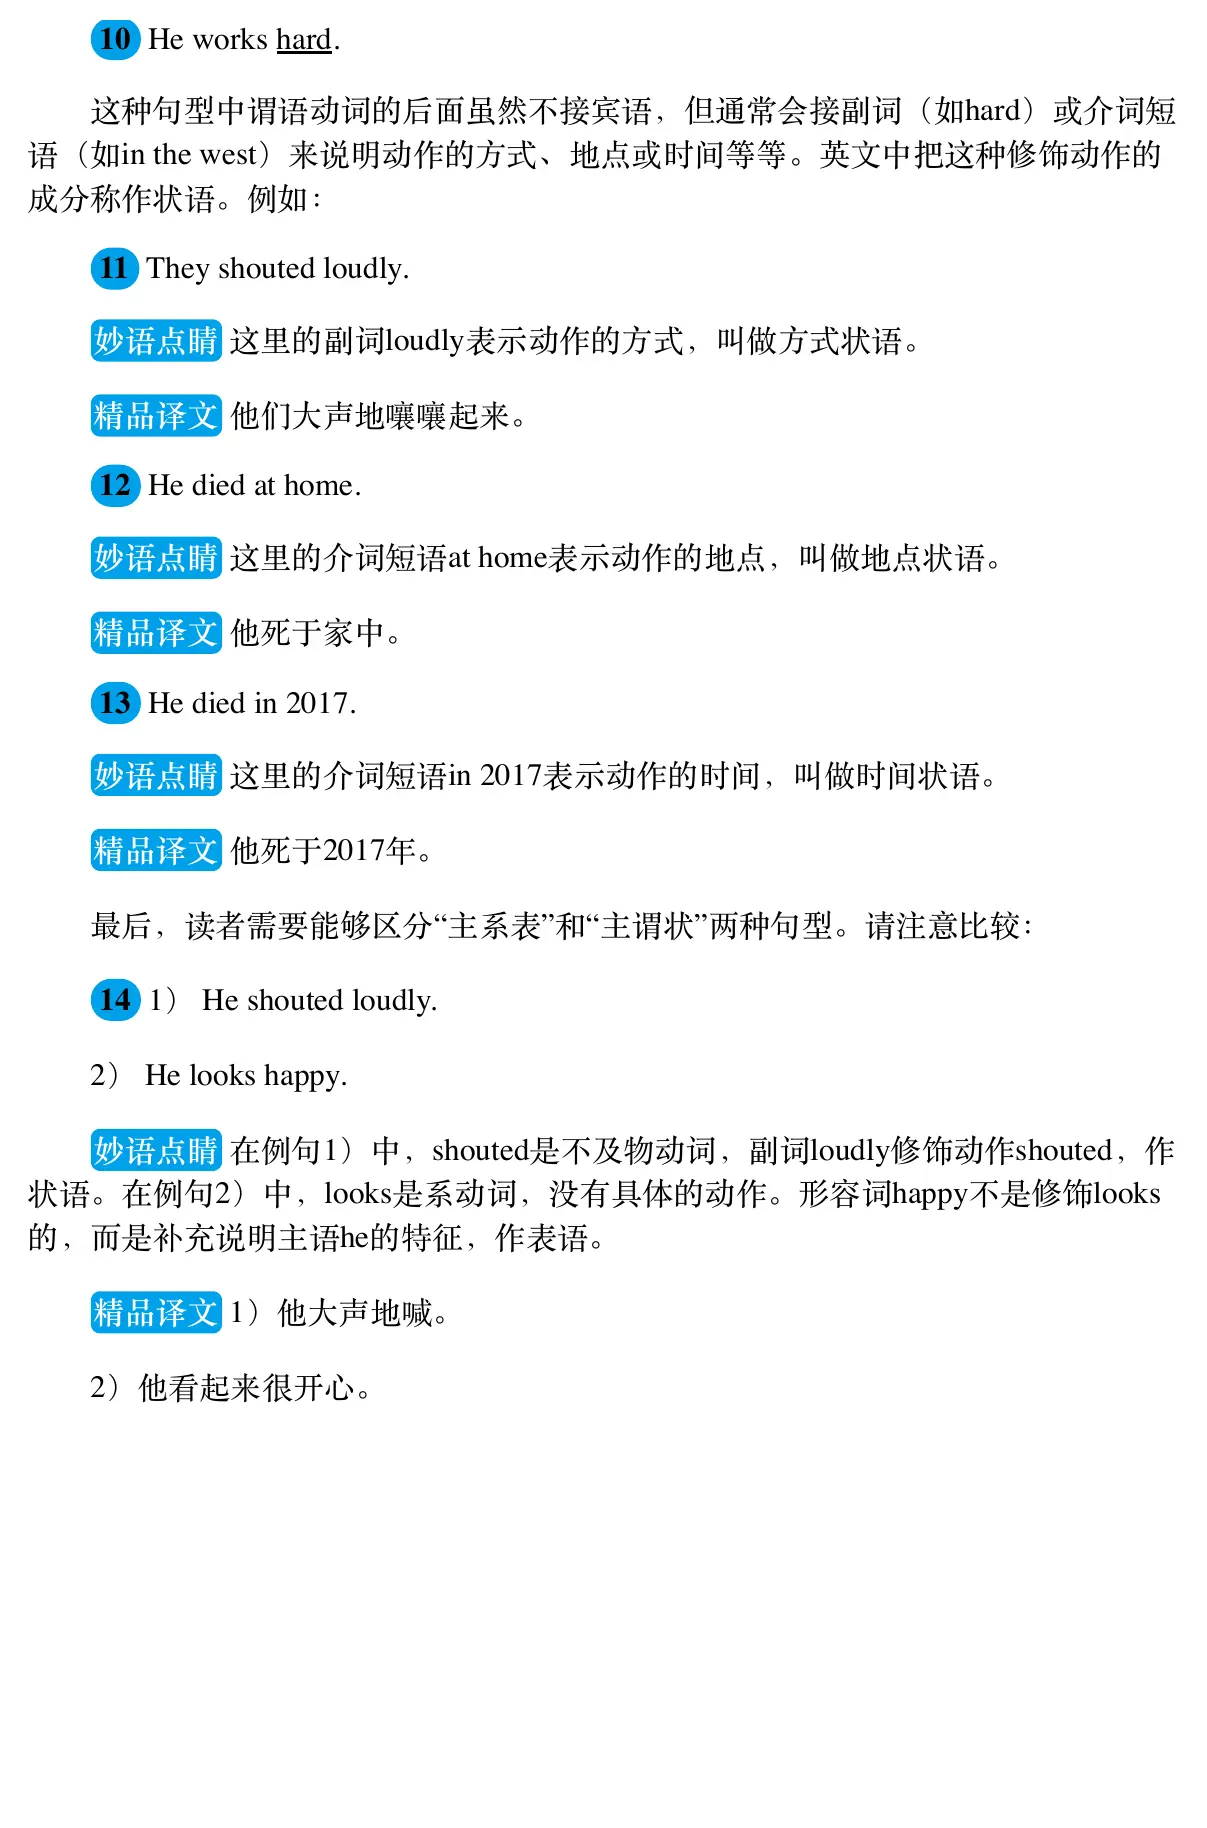 10 He works hard.
这种句型中谓语动词的后面虽然不接宾语，但通常会接副词（如hard）或介词短
语（如in the west）来说明动作的方式、地点或时间等等。英文中把这种修饰动作的
成分称作状语。例如：
11 They shouted loudly.
妙语点睛 这里的副词loudly表示动作的方式，叫做方式状语。
精品译文 他们大声地嚷嚷起来。
12 He died at home.
妙语点睛 这里的介词短语at home表示动作的地点，叫做地点状语。
精品译文 他死于家中。
13 He died in 2017.
妙语点睛 这里的介词短语in 2017表示动作的时间，叫做时间状语。
精品译文 他死于2017年。
最后，读者需要能够区分“主系表”和“主谓状”两种句型。请注意比较：
14 1） He shouted loudly.
2） He looks happy.
妙语点睛 在例句1）中，shouted是不及物动词，副词loudly修饰动作shouted，作
状语。在例句2）中，looks是系动词，没有具体的动作。形容词happy不是修饰looks
的，而是补充说明主语he的特征，作表语。
精品译文 1）他大声地喊。
2）他看起来很开心。